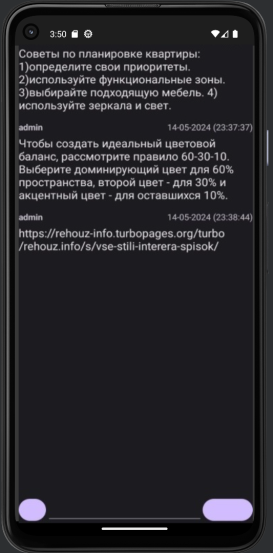 3:50
Советы по планировке квартиры:
1)определите свои приоритеты.
2)используйте функциональные зоны.
3)выбирайте подходящую мебель. 4)
используйте зеркала и свет.
admin 14-05-2024 (23:37:37)
Чтобы создать идеальный цветовой
баланс, рассмотрите правило 60-30-10.
Выберите доминирующий цвет для 60%
пространства, второй цвет - для 30% и
акцентный цвет - для оставшихся 10%.
admin 14-05-2024 (23:38:44)
https://rehouz-info.turbopages.org/turbo
/rehouz.info/s/vse-stili-interera-spisok/